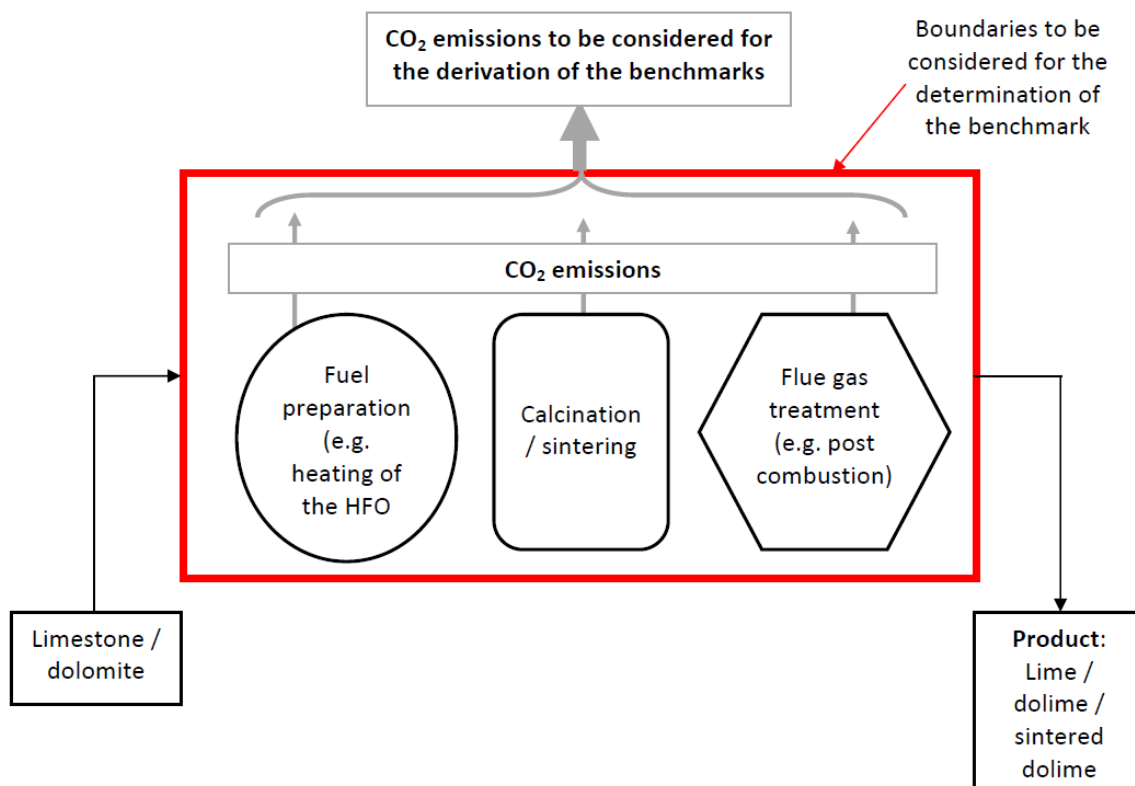 CO₂ emissions to be considered for
the derivation of the benchmarks
Boundaries to be
considered for the
determination of
the benchmark
CO₂ emissions
Fuel
preparation
(e.g.
heating of
the HFO
Calcination
/ sintering
Flue gas
treatment
(e.g. post
combustion)
Limestone /
dolomite
Product:
Lime /
dolime /
sintered
dolime